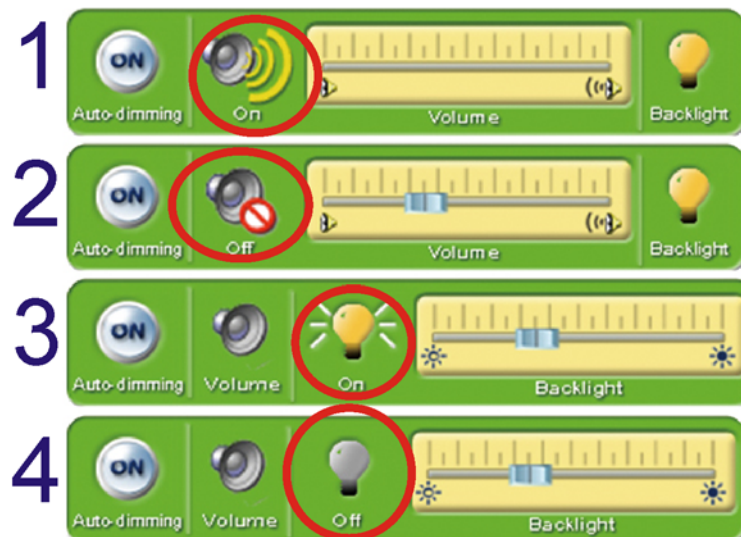 1
ON
Auto-dimming On Volume Backlight
2
ON
Auto-dimming Off Volume Backlight
3
ON
Auto-dimming Volume On Backlight
4
ON
Auto-dimming Volume Off Backlight